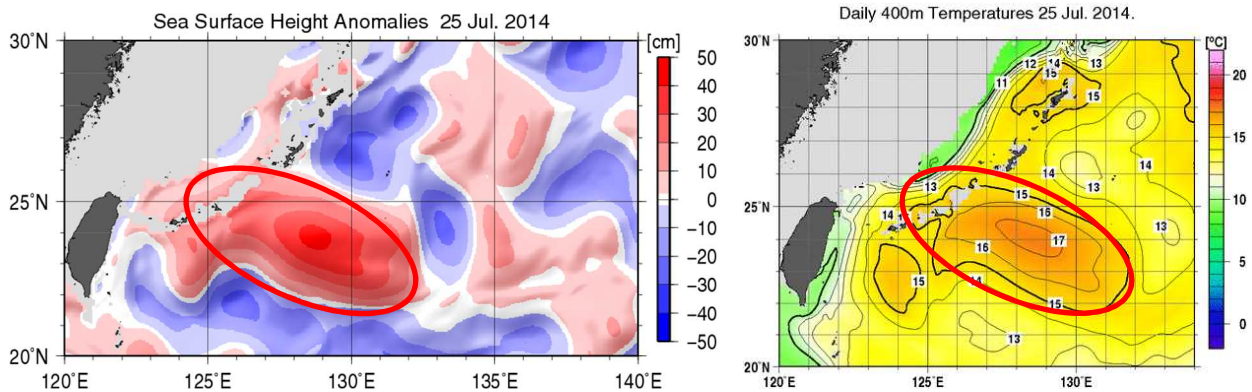 Sea Surface Height Anomalies 25 Jul. 2014
30°N
25°N
20°N
120°E 125°E 130°E 135°E 140°E
[cm]
50
40
30
20
10
0
−10
−20
−30
−40
−50
Daily 400m Temperatures 25 Jul. 2014.
30°N
25°N
20°N
120°E 125°E 130°E
[°C]
20
15
10
5
0
12 14 13
11 15
15
14
14
13 13
15
14 16
13
17
16
15 14
15
13